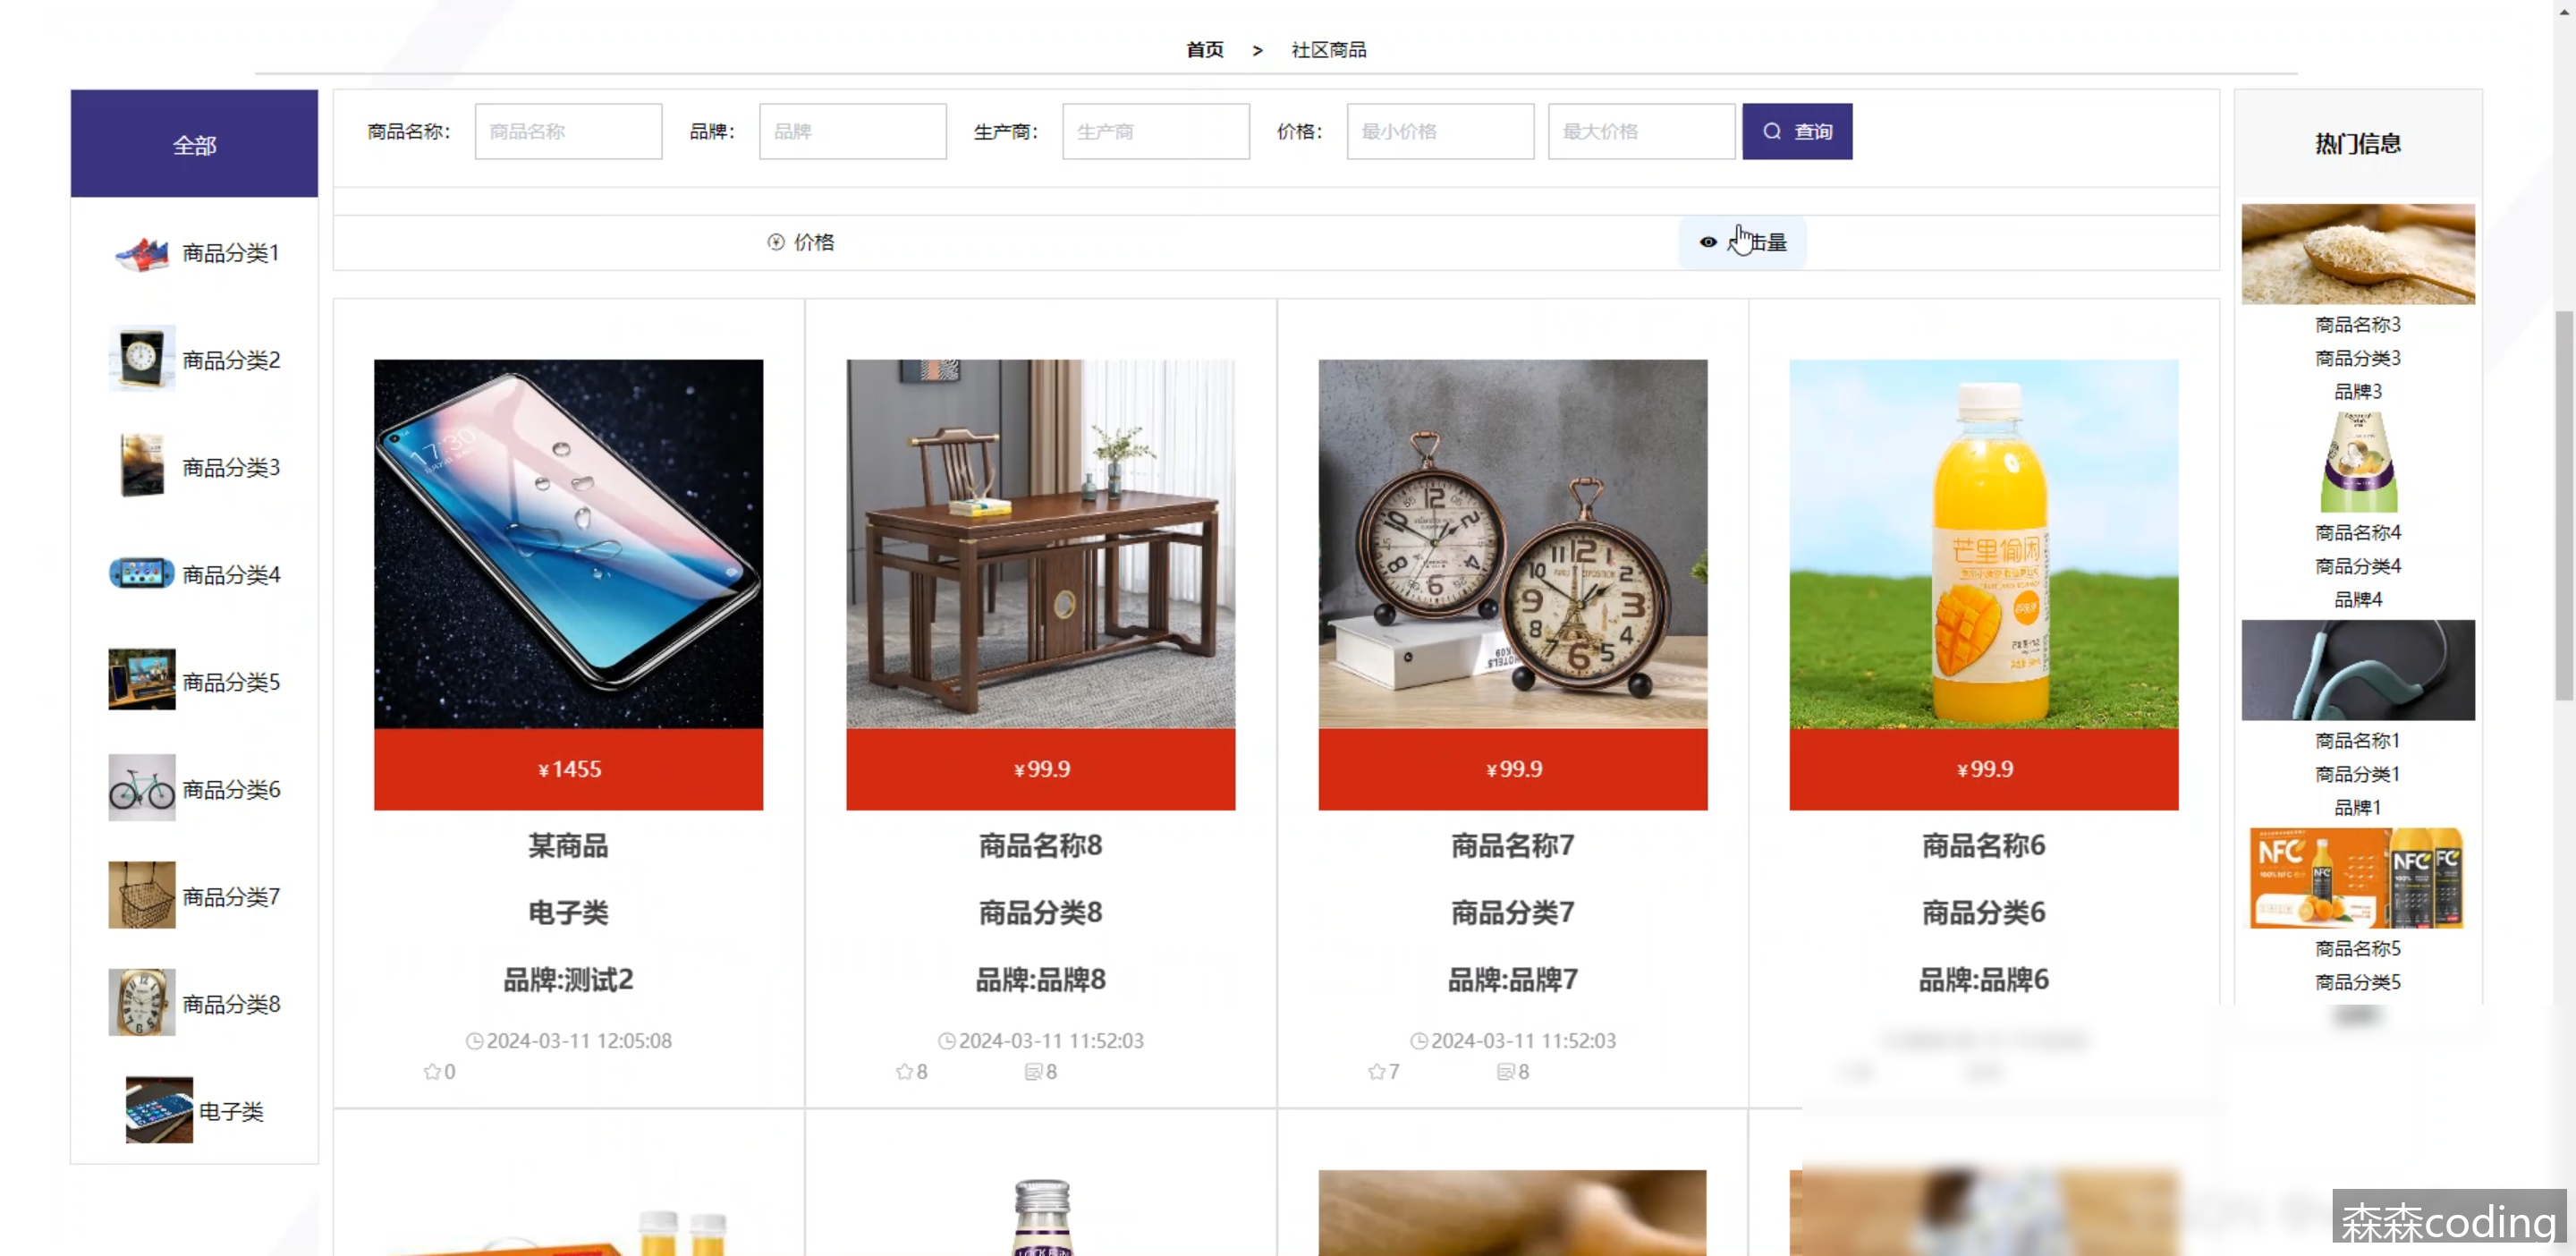 首页 > 社区商品
全部
商品分类1
商品分类2
商品分类3
商品分类4
商品分类5
商品分类6
商品分类7
商品分类8
电子类
商品名称： 商品名称 品牌： 品牌 生产商： 生产商 价格： 最小价格 最大价格 查询
价格 击量
17:30
芒里偷闲
¥1455
某商品
电子类
品牌:测试2
2024-03-11 12:05:08
0
¥99.9
商品名称8
商品分类8
品牌:品牌8
2024-03-11 11:52:03
8 8
¥99.9
商品名称7
商品分类7
品牌:品牌7
2024-03-11 11:52:03
7 8
¥99.9
商品名称6
商品分类6
品牌:品牌6
热门信息
商品名称3
商品分类3
品牌3
商品名称4
商品分类4
品牌4
商品名称1
商品分类1
品牌1
NFC
100% NFC
NFC
商品名称5
商品分类5
森森coding